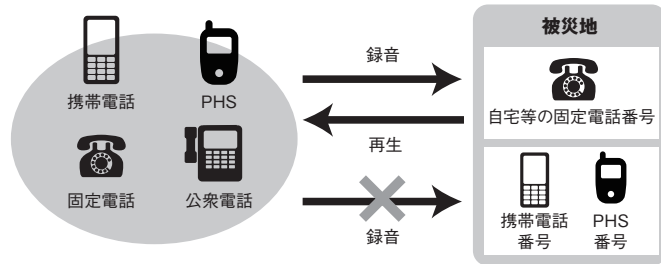 携帯電話
PHS
固定電話
公衆電話
録音
再生
録音
被災地
自宅等の固定電話番号
携帯電話
番号
PHS
番号